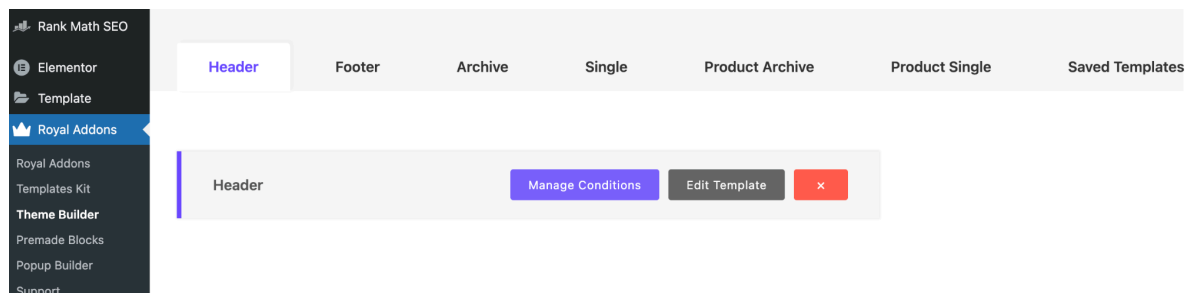 Rank Math SEO
Elementor
Template
Royal Addons
Royal Addons
Templates Kit
Theme Builder
Premade Blocks
Popup Builder
Support
Header Footer Archive Single Product Archive Product Single Saved Templates
Header Manage Conditions Edit Template ×